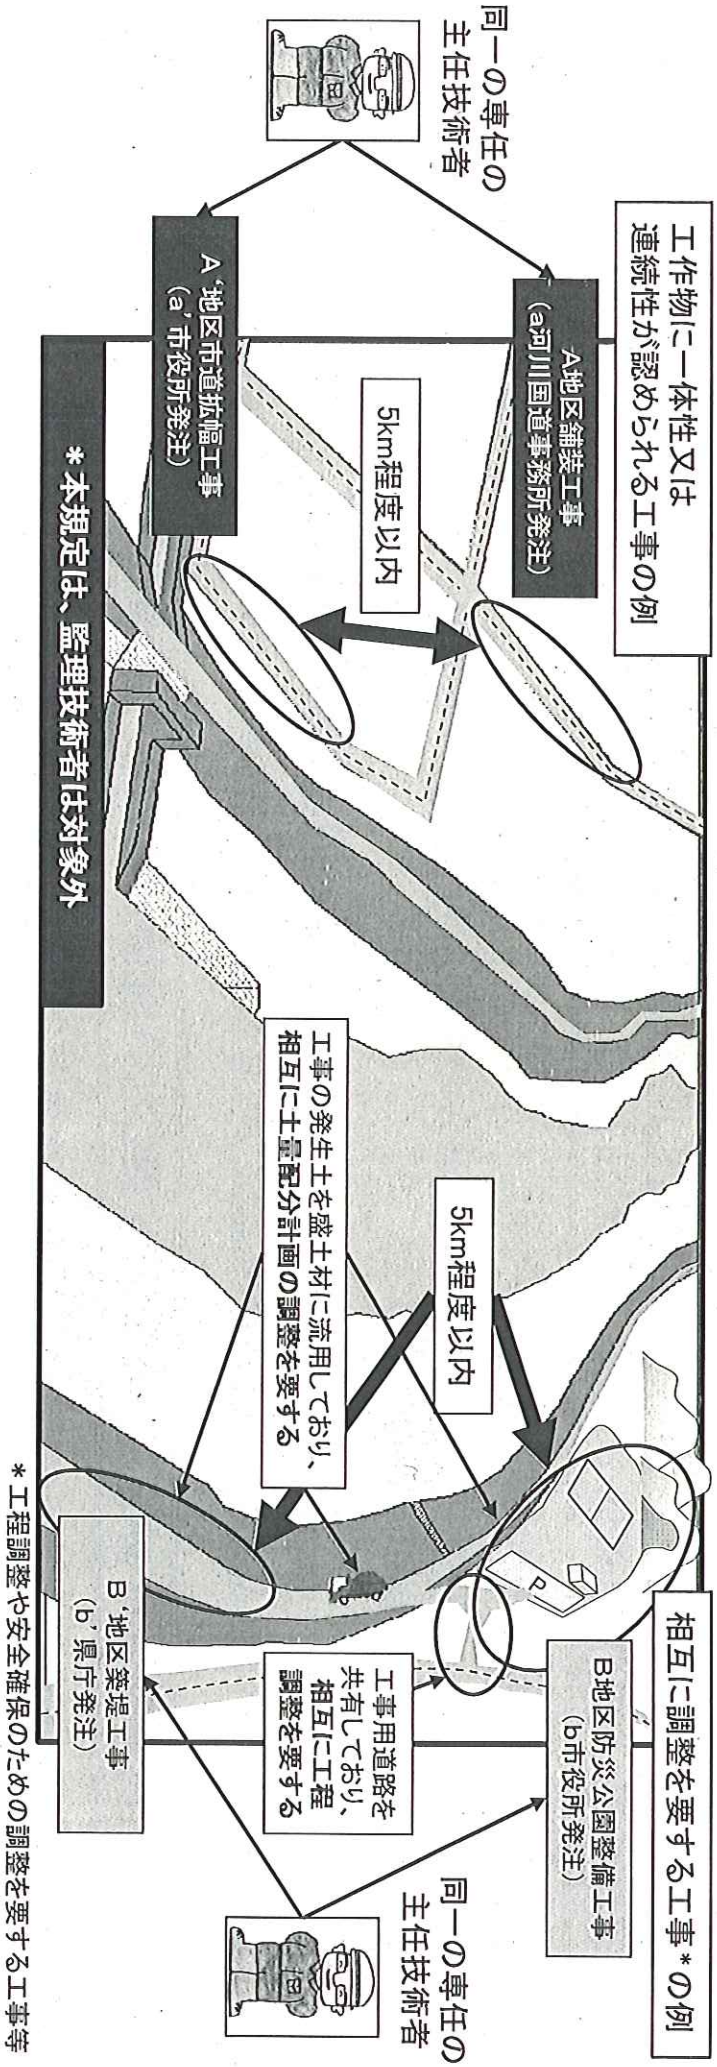 工作物に一体性又は
連続性が認められる工事の例
同一の専任の
主任技術者
A地区舗装工事
(a河川国道事務所発注)
5km程度以内
A'地区市道拡幅工事
(a'市役所発注)
*本規定は、監理技術者は対象外
相互に調整を要する工事*の例
B地区防災公園整備工事
(b市役所発注)
P
5km程度以内
工事の発生土を盛土材に流用しており、
相互に土量配分計画の調整を要する
工事用道路を
共有しており、
相互に工程
調整を要する
B'地区築堤工事
(b'県庁発注)
同一の専任の
主任技術者
*工程調整や安全確保のための調整を要する工事等